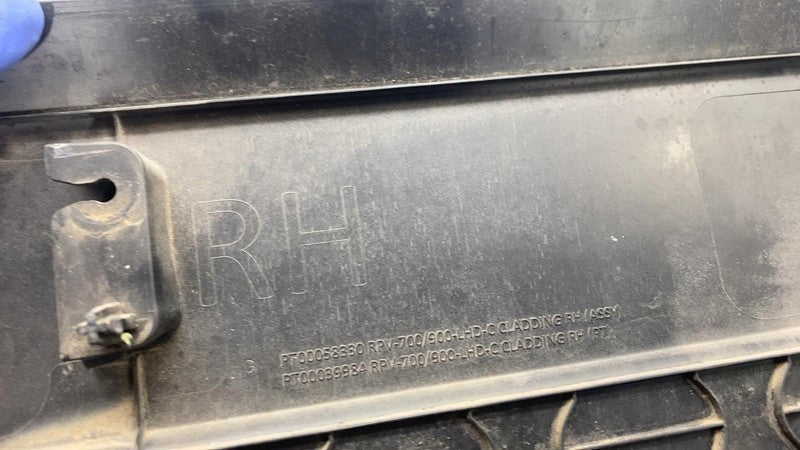 RH
PT00058330 RPV-700/900-LHD-C CLADDING RH (ASSY)
PT00039984 RPV-700/900-LHD-C CLADDING RH (PT)